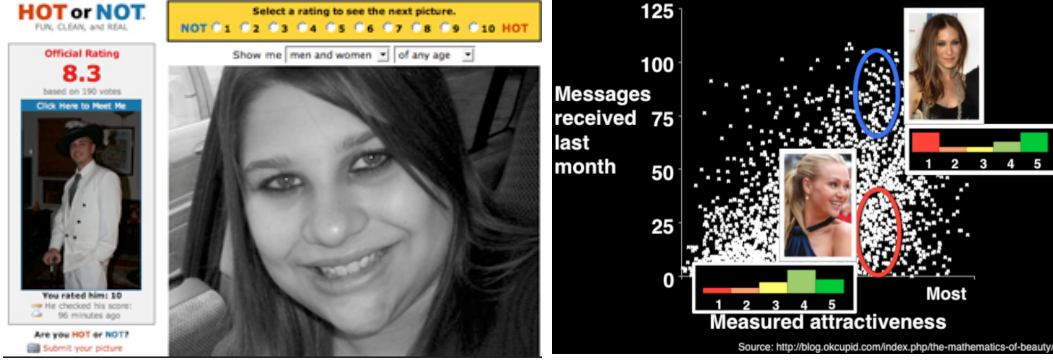 HOT or NOT.
FUN, CLEAN, and REAL
Official Rating
8.3
based on 190 votes
Click Here to Meet Me
You rated him: 10
He checked his score:
96 minutes ago
Are you HOT or NOT?
Submit your picture
Select a rating to see the next picture.
NOT 1 2 3 4 5 6 7 8 9 10 HOT
Show me men and women of any age
125
100
75
50
25
0
Messages
received
last
month
1 2 3 4 5
1 2 3 4 5
Most
Measured attractiveness
Source: http://blog.okcupid.com/index.php/the-mathematics-of-beauty/